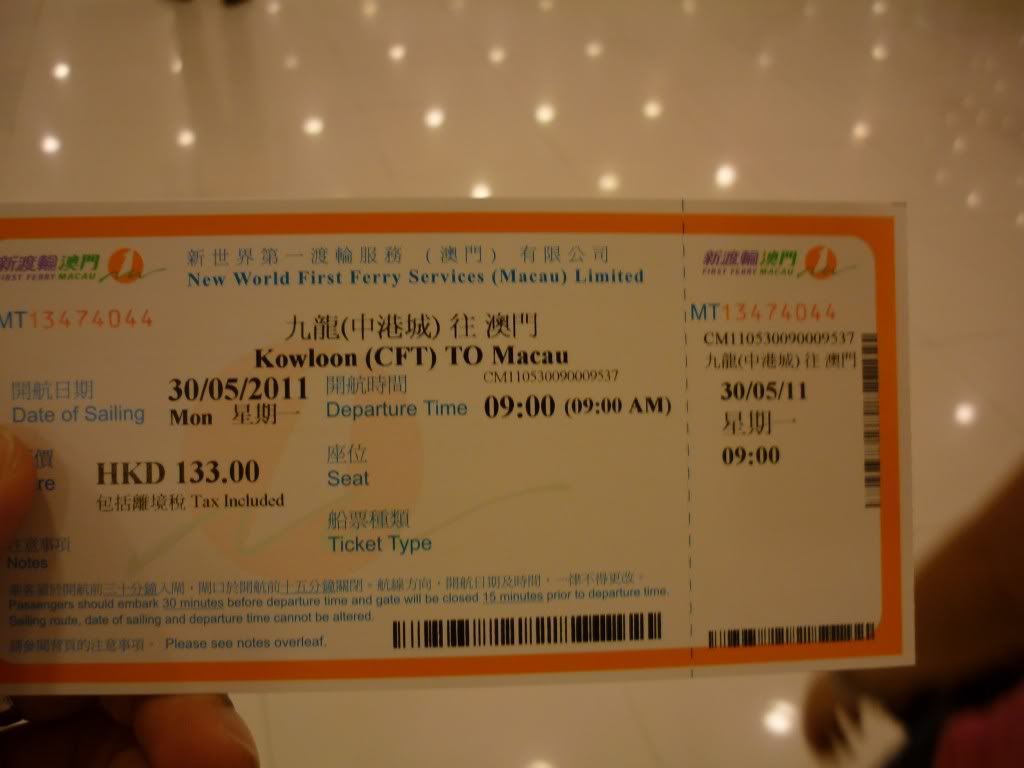 新渡輪澳門
FIRST FERRY MACAU
新世界第一渡輪服務 (澳門) 有限公司
New World First Ferry Services (Macau) Limited
MT13474044
九龍(中港城) 往 澳門
Kowloon (CFT) TO Macau
CM110530090009537
開航日期
Date of Sailing
30/05/2011
Mon 星期一
開航時間
Departure Time
09:00 (09:00 AM)
價
re
HKD 133.00
包括離境稅 Tax Included
座位
Seat
船票種類
Ticket Type
注意事項
Notes
乘客須於開航前三十分鐘入閘，閘口於開航前十五分鐘關閉。航線方向，開航日期及時間，一律不得更改。
Passengers should embark 30 minutes before departure time and gate will be closed 15 minutes prior to departure time.
Sailing route, date of sailing and departure time cannot be altered.
請參閱背頁的注意事項。 Please see notes overleaf.
新渡輪澳門
FIRST FERRY MACAU
MT13474044
CM110530090009537
九龍(中港城) 往 澳門
30/05/11
星期一
09:00